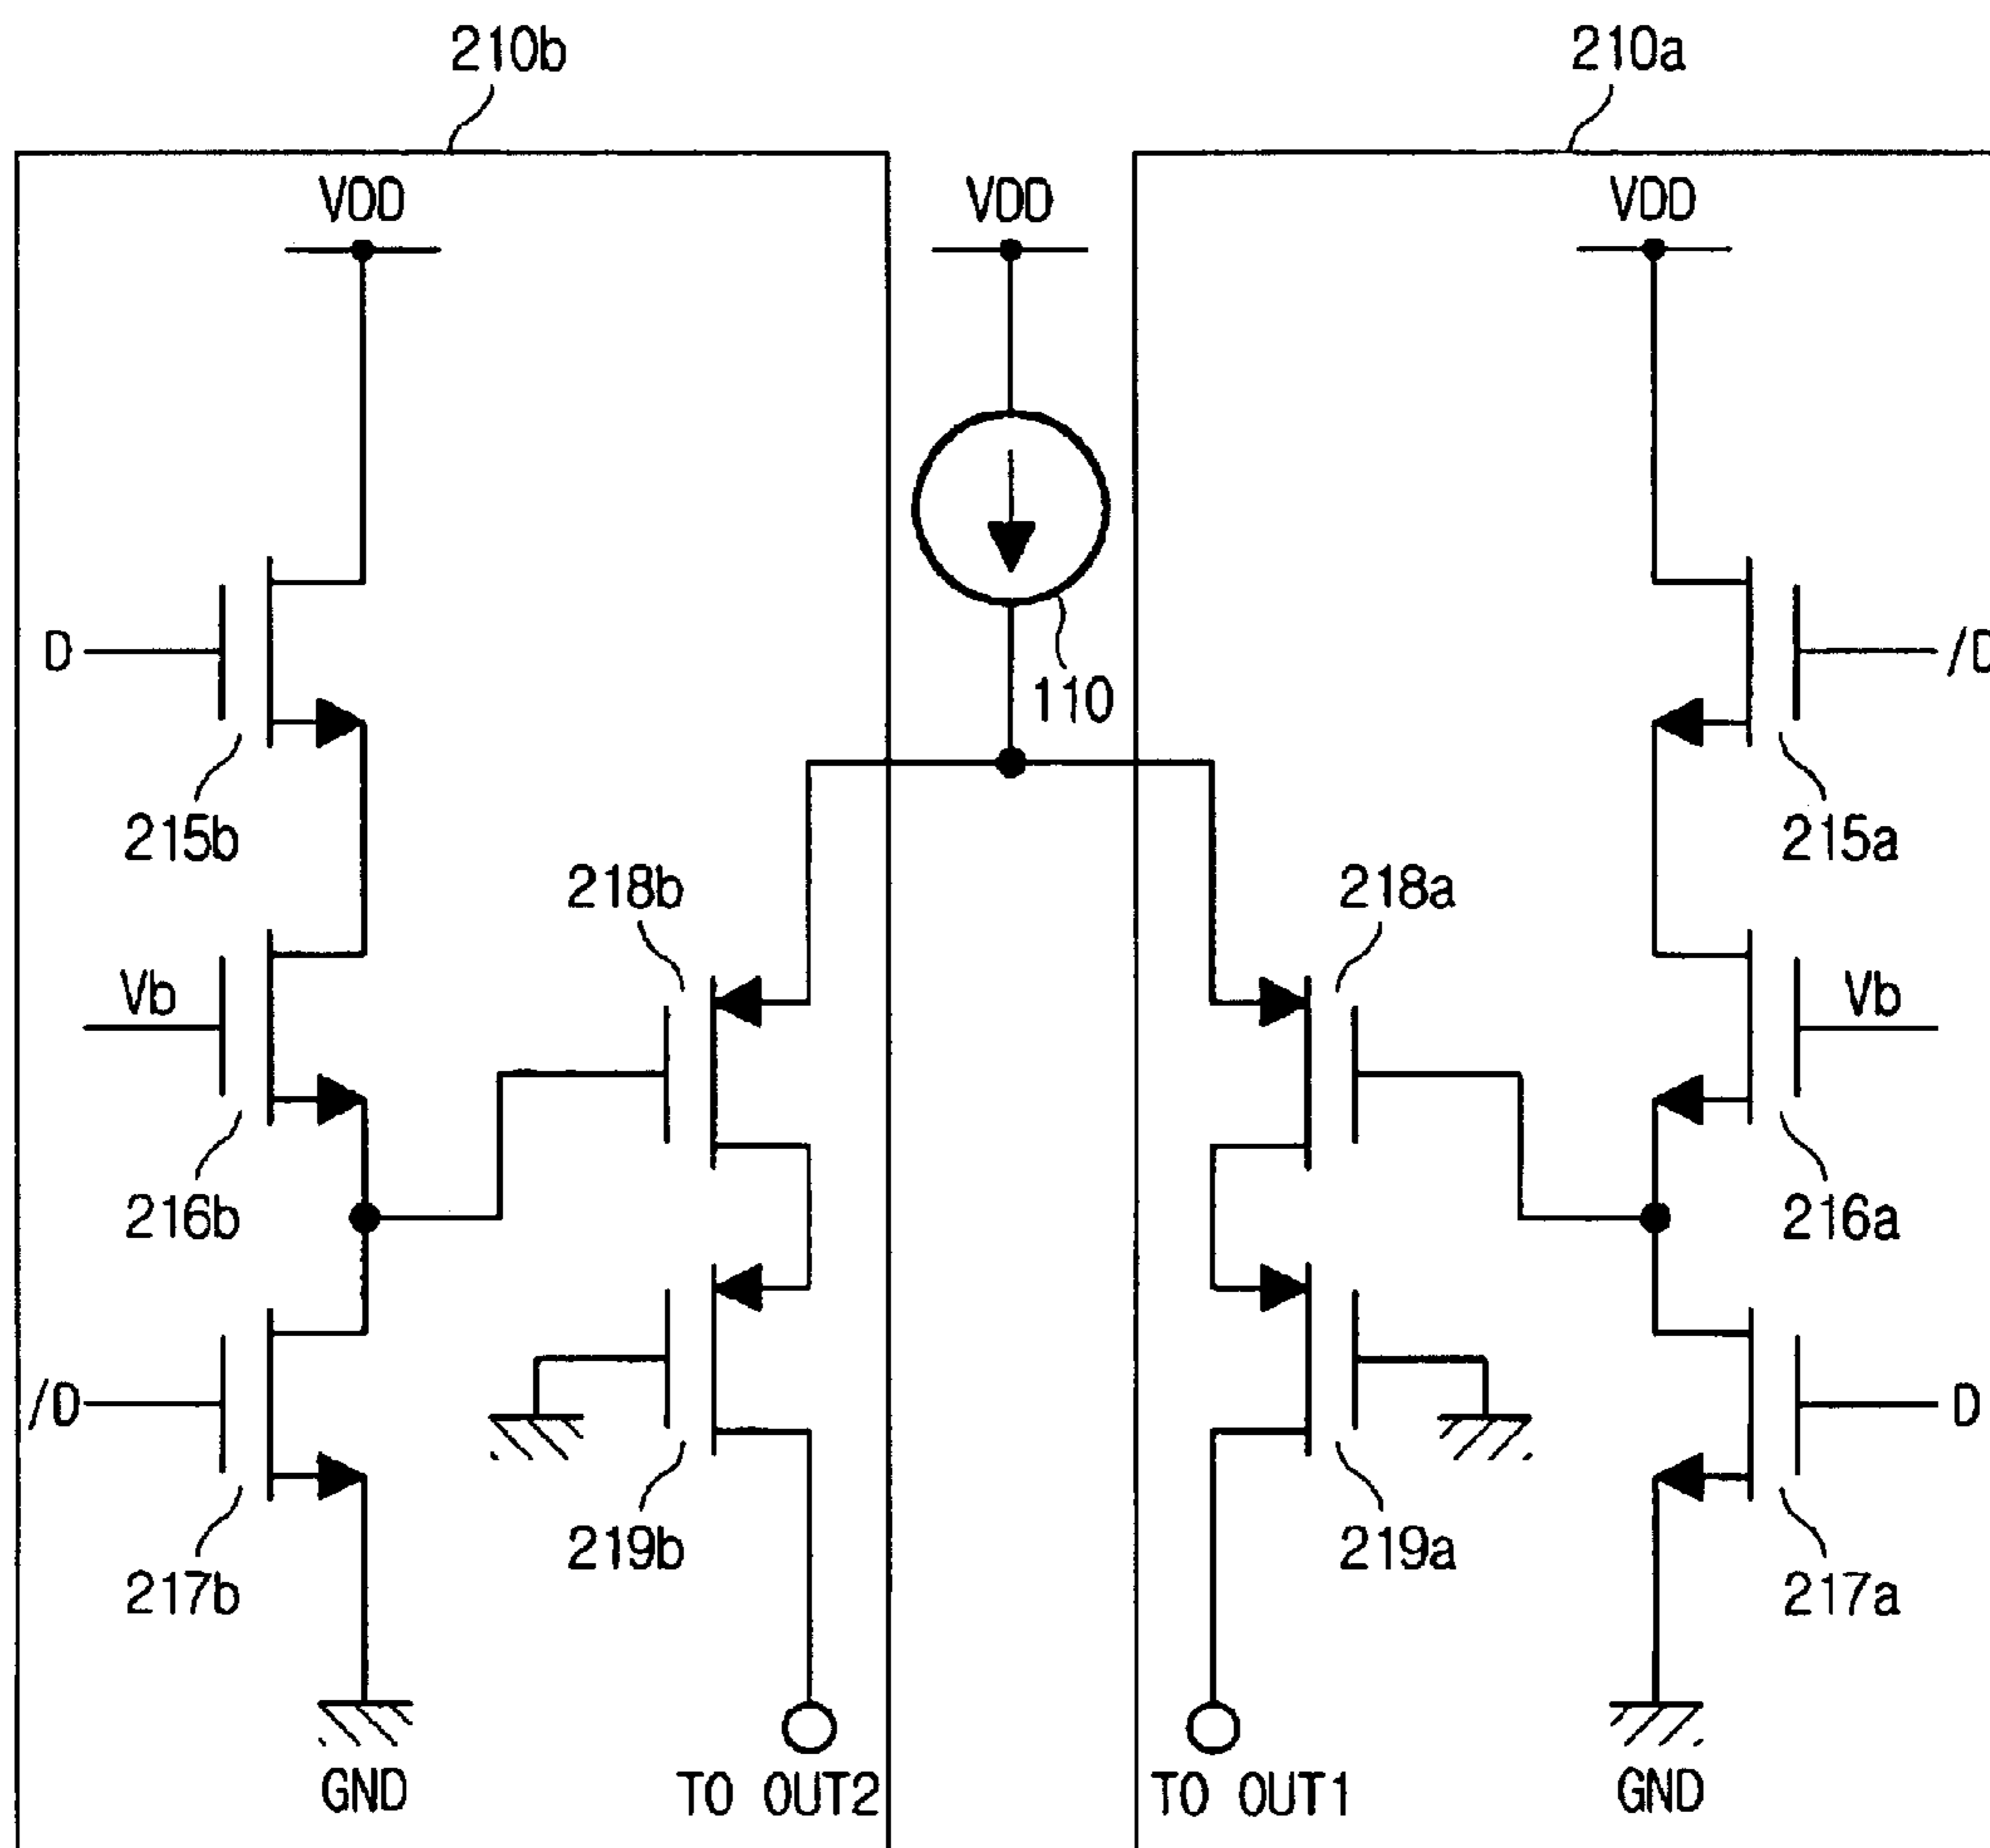 210b
210a
VDD
VDD
VDD
D
/D
110
215b
215a
218b
218a
Vb
Vb
216b
216a
/D
D
219b
219a
217b
217a
GND
TO OUT2
TO OUT1
GND